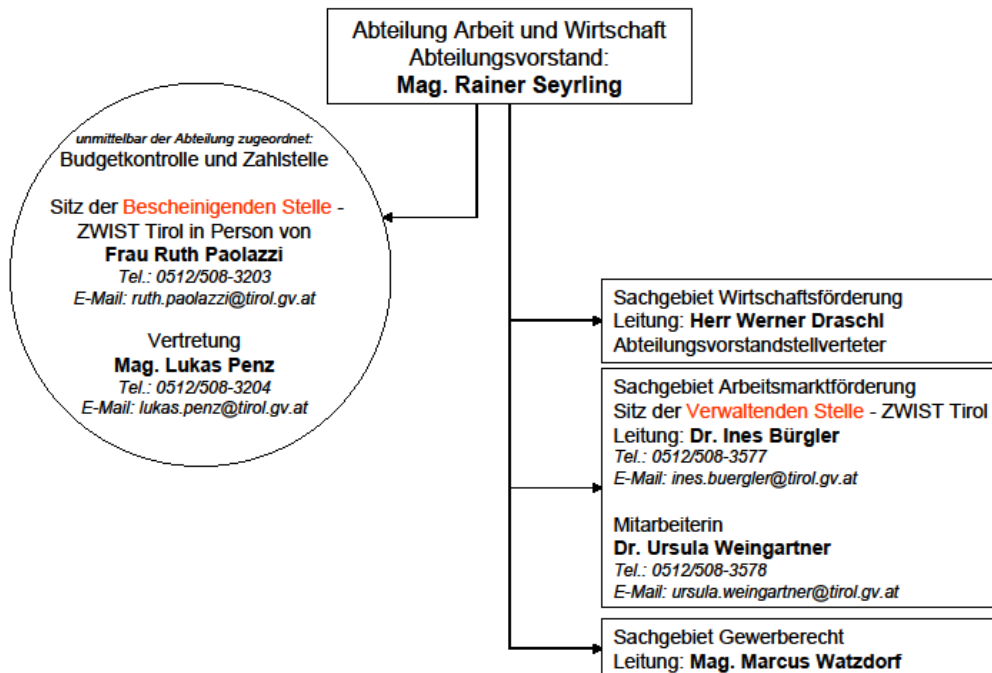 Abteilung Arbeit und Wirtschaft
Abteilungsvorstand:
Mag. Rainer Seyrling
unmittelbar der Abteilung zugeordnet:
Budgetkontrolle und Zahlstelle
Sitz der Bescheinigenden Stelle -
ZWIST Tirol in Person von
Frau Ruth Paolazzi
Tel.: 0512/508-3203
E-Mail: ruth.paolazzi@tirol.gv.at
Vertretung
Mag. Lukas Penz
Tel.: 0512/508-3204
E-Mail: lukas.penz@tirol.gv.at
Sachgebiet Wirtschaftsförderung
Leitung: Herr Werner Draschl
Abteilungsvorstandstellverteter
Sachgebiet Arbeitsmarktförderung
Sitz der Verwaltenden Stelle - ZWIST Tirol
Leitung: Dr. Ines Bürgler
Tel.: 0512/508-3577
E-Mail: ines.buergler@tirol.gv.at
Mitarbeiterin
Dr. Ursula Weingartner
Tel.: 0512/508-3578
E-Mail: ursula.weingartner@tirol.gv.at
Sachgebiet Gewerberecht
Leitung: Mag. Marcus Watzdorf